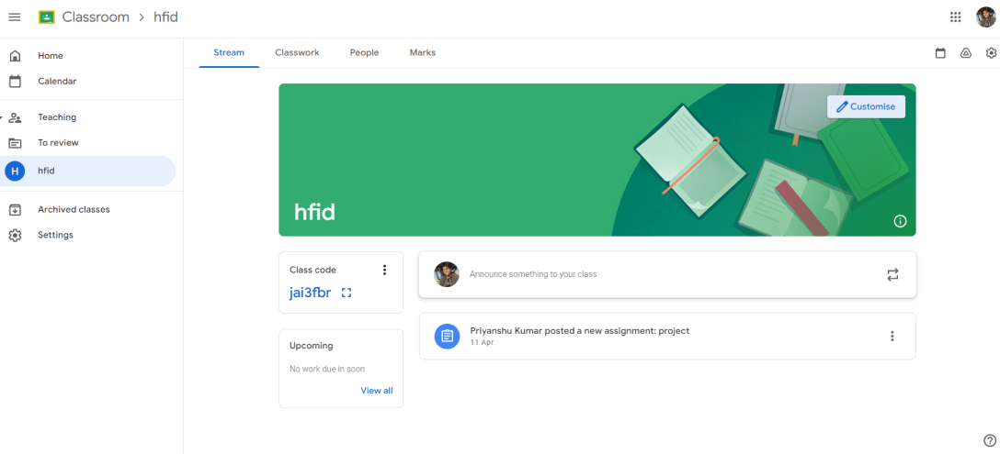 Classroom > hfid
Home
Calendar
Teaching
To review
H hfid
Archived classes
Settings
Stream Classwork People Marks
Customise
hfid
Class code
jai3fbr
Upcoming
No work due in soon
View all
Announce something to your class
Priyanshu Kumar posted a new assignment: project
11 Apr